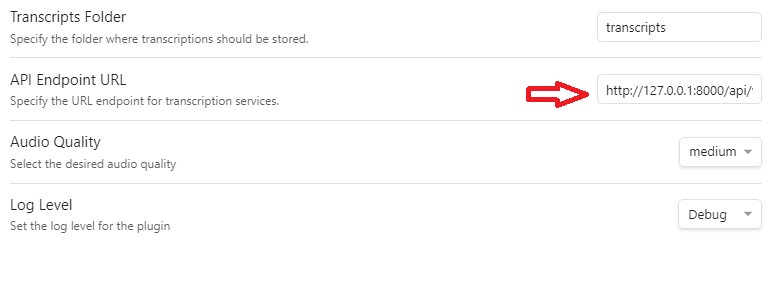 Transcripts Folder
Specify the folder where transcriptions should be stored.
transcripts
API Endpoint URL
Specify the URL endpoint for transcription services.
http://127.0.0.1:8000/api/
Audio Quality
Select the desired audio quality
medium
Log Level
Set the log level for the plugin
Debug